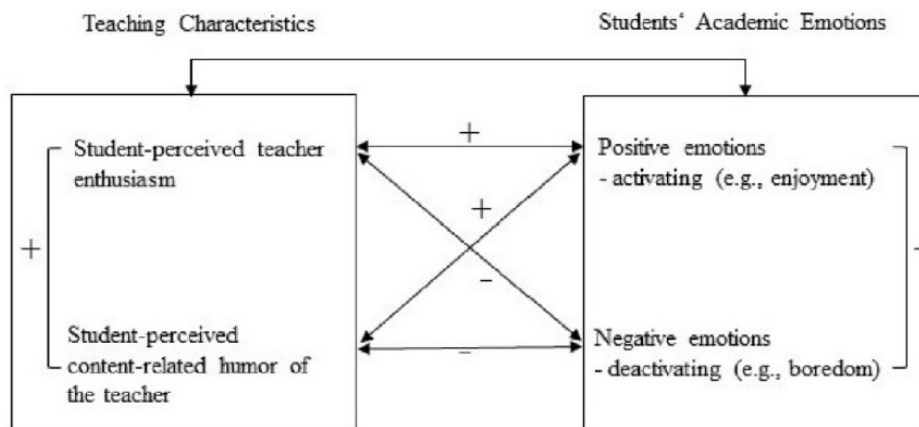 Teaching Characteristics
Students‘ Academic Emotions
Student-perceived teacher
enthusiasm
+
Student-perceived
content-related humor of
the teacher
+
+
-
-
Positive emotions
- activating (e.g., enjoyment)
Negative emotions
- deactivating (e.g., boredom)
-